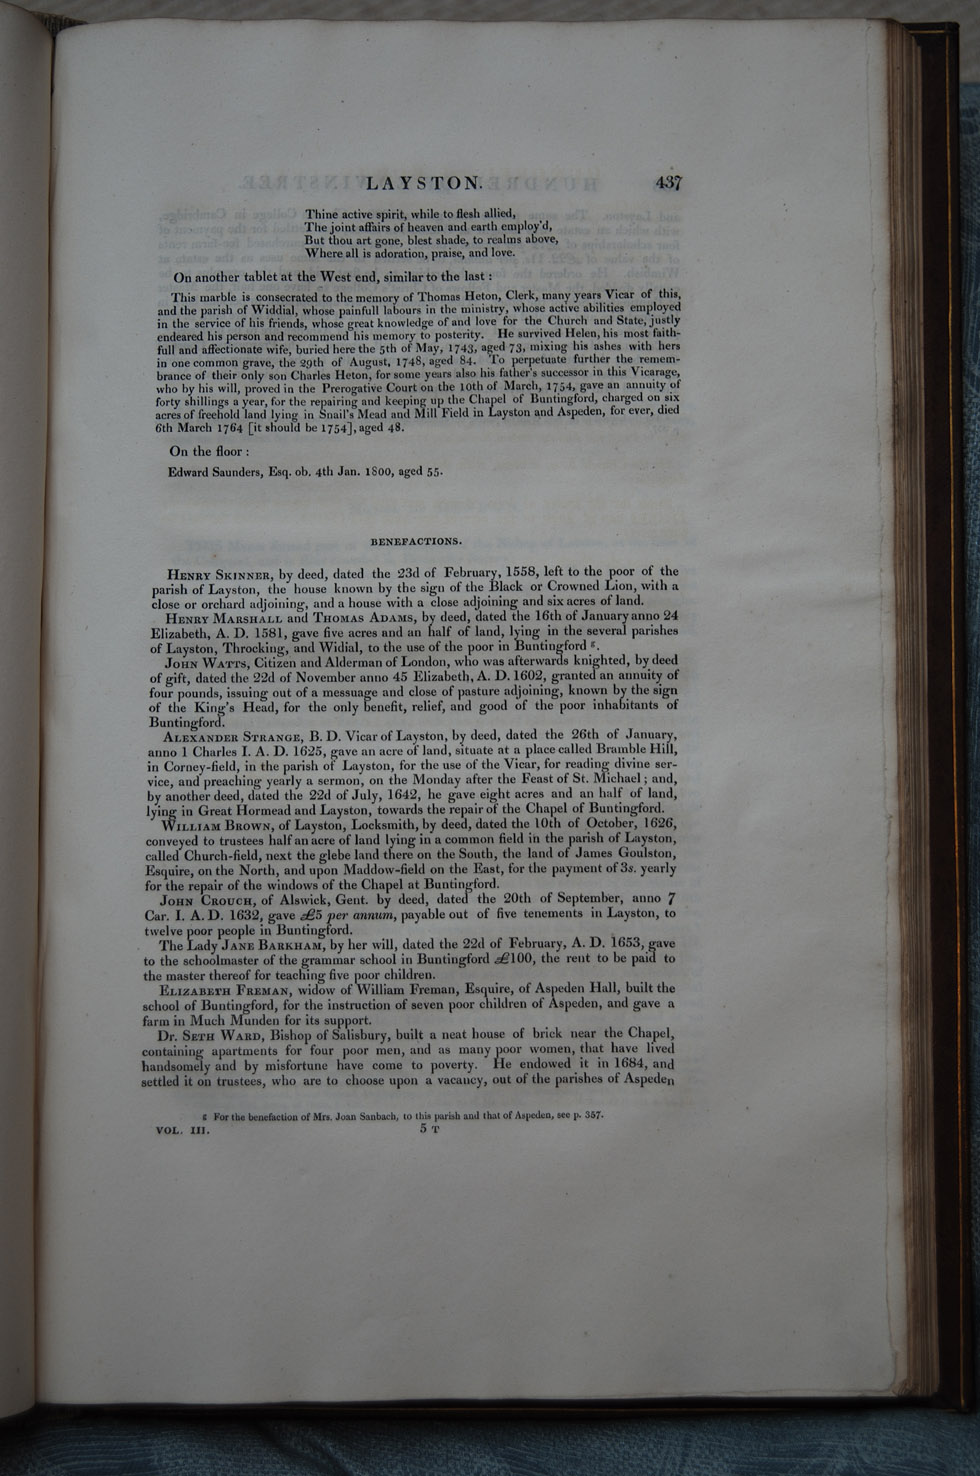 LAYSTON.
437
Thine active spirit, while to flesh allied,
The joint affairs of heaven and earth employ'd,
But thou art gone, blest shade, to realms above,
Where all is adoration, praise, and love.
On another tablet at the West end, similar to the last :
This marble is consecrated to the memory of Thomas Heton, Clerk, many years Vicar of this,
and the parish of Widdial, whose painfull labours in the ministry, whose active abilities employed
in the service of his friends, whose great knowledge of and love for the Church and State, justly
endeared his person and recommend his memory to posterity. He survived Helen, his most faith-
full and affectionate wife, buried here the 5th of May, 1743, aged 73, mixing his ashes with hers
in one common grave, the 29th of August, 1748, aged 84. To perpetuate further the remem-
brance of their only son Charles Heton, for some years also his father's successor in this Vicarage,
who by his will, proved in the Prerogative Court on the 10th of March, 1754, gave an annuity of
forty shillings a year, for the repairing and keeping up the Chapel of Buntingford, charged on six
acres of freehold land lying in Snail's Mead and Mill Field in Layston and Aspeden, for ever, died
6th March 1764 [it should be 1754], aged 48.
On the floor :
Edward Saunders, Esq. ob. 4th Jan. 1800, aged 55.
BENEFACTIONS.
HENRY SKINNER, by deed, dated the 23d of February, 1558, left to the poor of the
parish of Layston, the house known by the sign of the Black or Crowned Lion, with a
close or orchard adjoining, and a house with a close adjoining and six acres of land.
HENRY MARSHALL and THOMAS ADAMS, by deed, dated the 16th of January anno 24
Elizabeth, A. D. 1581, gave five acres and an half of land, lying in the several parishes
of Layston, Throcking, and Widial, to the use of the poor in Buntingford g.
JOHN WATTS, Citizen and Alderman of London, who was afterwards knighted, by deed
of gift, dated the 22d of November anno 45 Elizabeth, A. D. 1602, granted an annuity of
four pounds, issuing out of a messuage and close of pasture adjoining, known by the sign
of the King's Head, for the only benefit, relief, and good of the poor inhabitants of
Buntingford.
ALEXANDER STRANGE, B. D. Vicar of Layston, by deed, dated the 26th of January,
anno 1 Charles I. A. D. 1625, gave an acre of land, situate at a place called Bramble Hill,
in Corney-field, in the parish of Layston, for the use of the Vicar, for reading divine ser-
vice, and preaching yearly a sermon, on the Monday after the Feast of St. Michael ; and,
by another deed, dated the 22d of July, 1642, he gave eight acres and an half of land,
lying in Great Hormead and Layston, towards the repair of the Chapel of Buntingford.
WILLIAM BROWN, of Layston, Locksmith, by deed, dated the 10th of October, 1626,
conveyed to trustees half an acre of land lying in a common field in the parish of Layston,
called Church-field, next the glebe land there on the South, the land of James Goulston,
Esquire, on the North, and upon Maddow-field on the East, for the payment of 3s. yearly
for the repair of the windows of the Chapel at Buntingford.
JOHN CROUCH, of Alswick, Gent. by deed, dated the 20th of September, anno 7
Car. I. A. D. 1632, gave £5 per annum, payable out of five tenements in Layston, to
twelve poor people in Buntingford.
The Lady JANE BARKHAM, by her will, dated the 22d of February, A. D. 1653, gave
to the schoolmaster of the grammar school in Buntingford £100, the rent to be paid to
the master thereof for teaching five poor children.
ELIZABETH FREMAN, widow of William Freman, Esquire, of Aspeden Hall, built the
school of Buntingford, for the instruction of seven poor children of Aspeden, and gave a
farm in Much Munden for its support.
Dr. SETH WARD, Bishop of Salisbury, built a neat house of brick near the Chapel,
containing apartments for four poor men, and as many poor women, that have lived
handsomely and by misfortune have come to poverty. He endowed it in 1684, and
settled it on trustees, who are to choose upon a vacancy, out of the parishes of Aspeden
g For the benefaction of Mrs. Joan Sanbach, to this parish and that of Aspeden, see p. 357.
VOL. III.
5 T